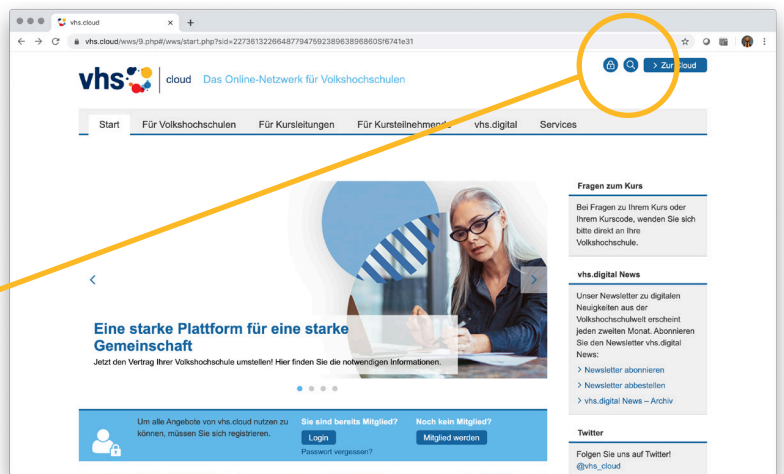 vhs.cloud
vhs.cloud/wws/9.php#/wws/start.php?sid=22736132266487794759238963896860Sf6741e31
vhs cloud Das Online-Netzwerk für Volkshochschulen
> Zur Cloud
Start Für Volkshochschulen Für Kursleitungen Für Kursteilnehmende vhs.digital Services
Eine starke Plattform für eine starke
Gemeinschaft
Jetzt den Vertrag Ihrer Volkshochschule umstellen! Hier finden Sie die notwendigen Informationen.
Um alle Angebote von vhs.cloud nutzen zu
können, müssen Sie sich registrieren.
Sie sind bereits Mitglied?
Login
Passwort vergessen?
Noch kein Mitglied?
Mitglied werden
Fragen zum Kurs
Bei Fragen zu Ihrem Kurs oder
Ihrem Kurscode, wenden Sie sich
bitte direkt an Ihre
Volkshochschule.
vhs.digital News
Unser Newsletter zu digitalen
Neuigkeiten aus der
Volkshochschulwelt erscheint
jeden zweiten Monat. Abonnieren
Sie den Newsletter vhs.digital
News:
> Newsletter abonnieren
> Newsletter abbestellen
> vhs.digital News – Archiv
Twitter
Folgen Sie uns auf Twitter!
@vhs_cloud